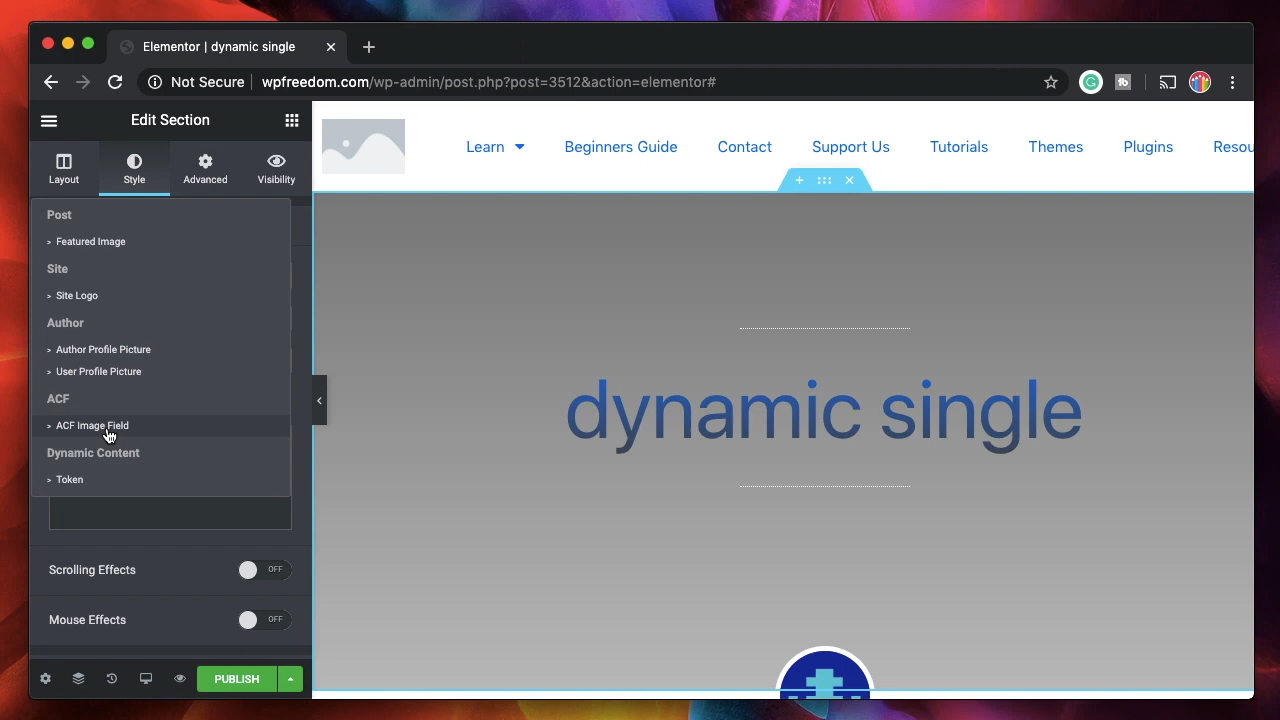 Elementor | dynamic single
Not Secure
wpfreedom.com/wp-admin/post.php?post=3512&action=elementor#
Edit Section
Layout
Style
Advanced
Visibility
Post
> Featured Image
Site
> Site Logo
Author
> Author Profile Picture
> User Profile Picture
ACF
> ACF Image Field
Dynamic Content
> Token
Scrolling Effects
OFF
Mouse Effects
OFF
PUBLISH
Learn
Beginners Guide
Contact
Support Us
Tutorials
Themes
Plugins
Resou
dynamic single